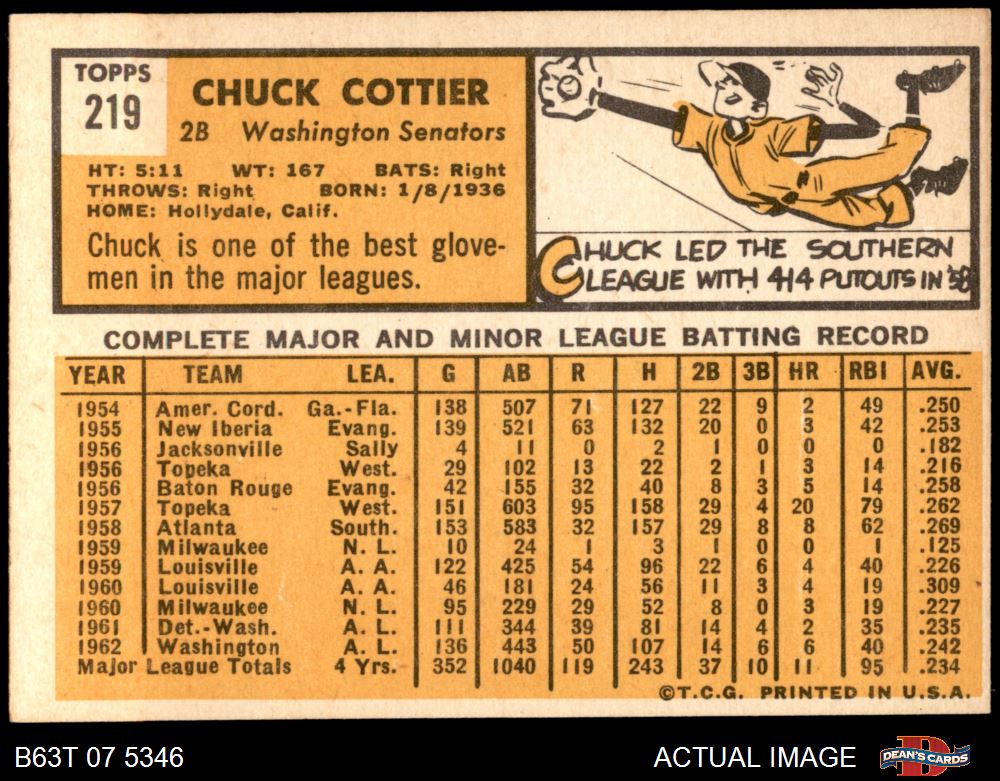 TOPPS
219
CHUCK COTTIER
2B Washington Senators
HT: 5:11 WT: 167 BATS: Right
THROWS: Right BORN: 1/8/1936
HOME: Hollydale, Calif.
Chuck is one of the best glove-
men in the major leagues.
CHUCK LED THE SOUTHERN
LEAGUE WITH 414 PUTOUTS IN '58
COMPLETE MAJOR AND MINOR LEAGUE BATTING RECORD
YEAR TEAM LEA. G AB R H 2B 3B HR RBI AVG.
1954 Amer. Cord. Ga.-Fla. 138 507 71 127 22 9 2 49 .250
1955 New Iberia Evang. 139 521 63 132 20 0 3 42 .253
1956 Jacksonville Sally 4 11 0 2 1 0 0 0 .182
1956 Topeka West. 29 102 13 22 2 1 3 14 .216
1956 Baton Rouge Evang. 42 155 32 40 8 3 5 14 .258
1957 Topeka West. 151 603 95 158 29 4 20 79 .262
1958 Atlanta South. 153 583 32 157 29 8 8 62 .269
1959 Milwaukee N. L. 10 24 1 3 1 0 0 1 .125
1959 Louisville A. A. 122 425 54 96 22 6 4 40 .226
1960 Louisville A. A. 46 181 24 56 11 3 4 19 .309
1960 Milwaukee N. L. 95 229 29 52 8 0 3 19 .227
1961 Det.-Wash. A. L. 111 344 39 81 14 4 2 35 .235
1962 Washington A. L. 136 443 50 107 14 6 6 40 .242
Major League Totals 4 Yrs. 352 1040 119 243 37 10 11 95 .234
©T.C.G. PRINTED IN U.S.A.
B63T 07 5346 ACTUAL IMAGE DEAN'S CARDS